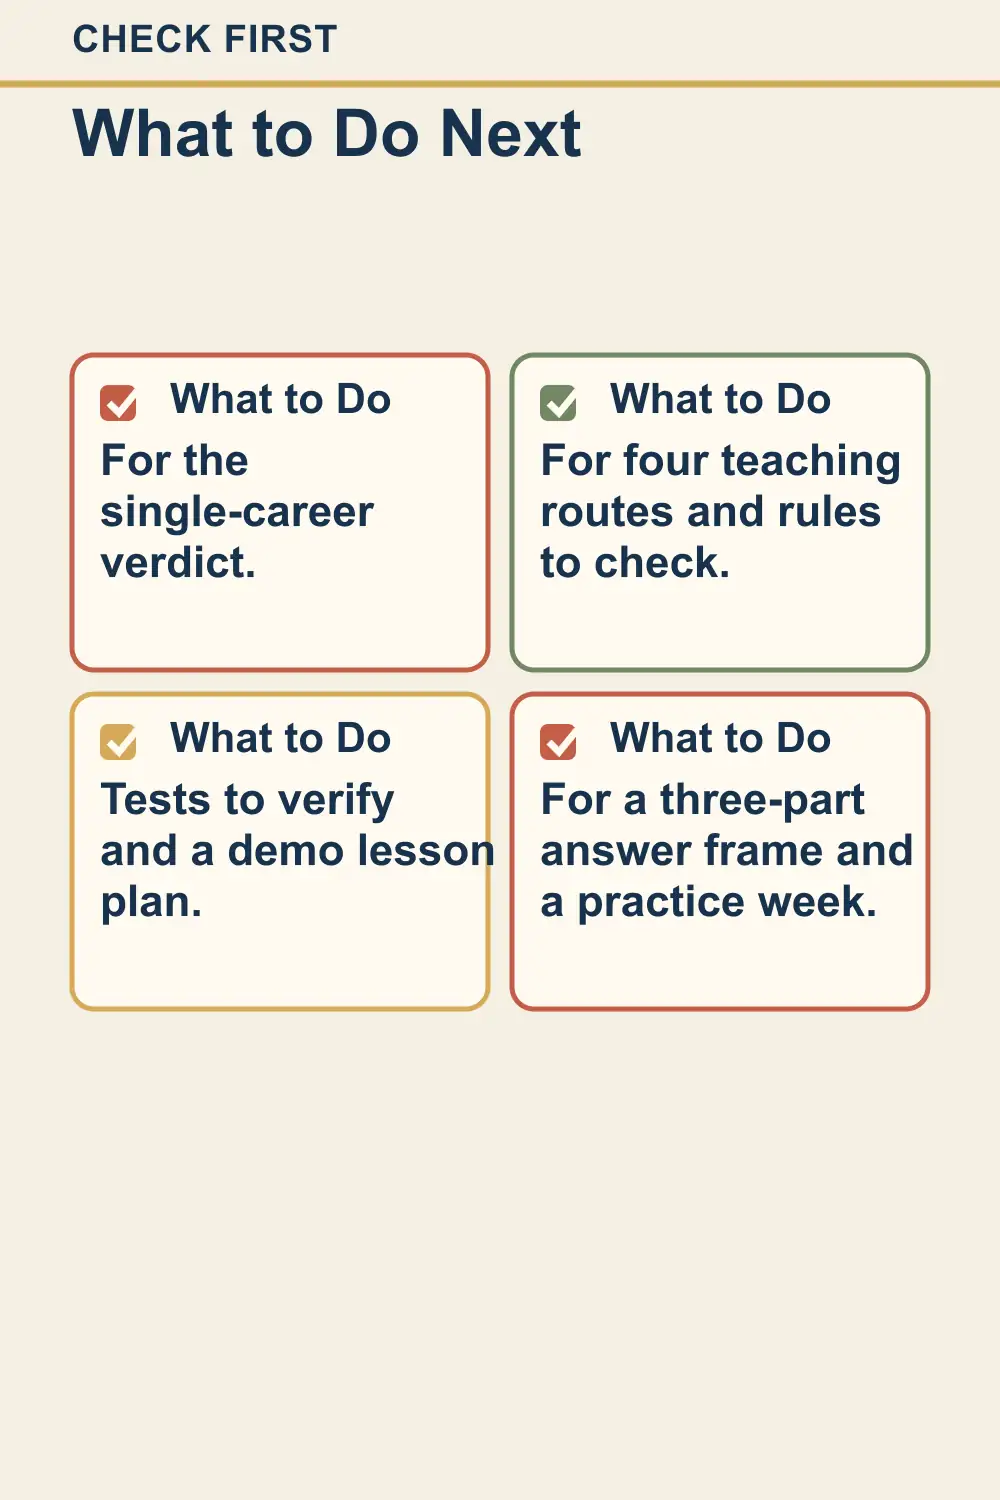 CHECK FIRST
What to Do Next
What to Do
For the
single-career
verdict.
What to Do
For four teaching
routes and rules
to check.
What to Do
Tests to verify
and a demo lesson
plan.
What to Do
For a three-part
answer frame and
a practice week.